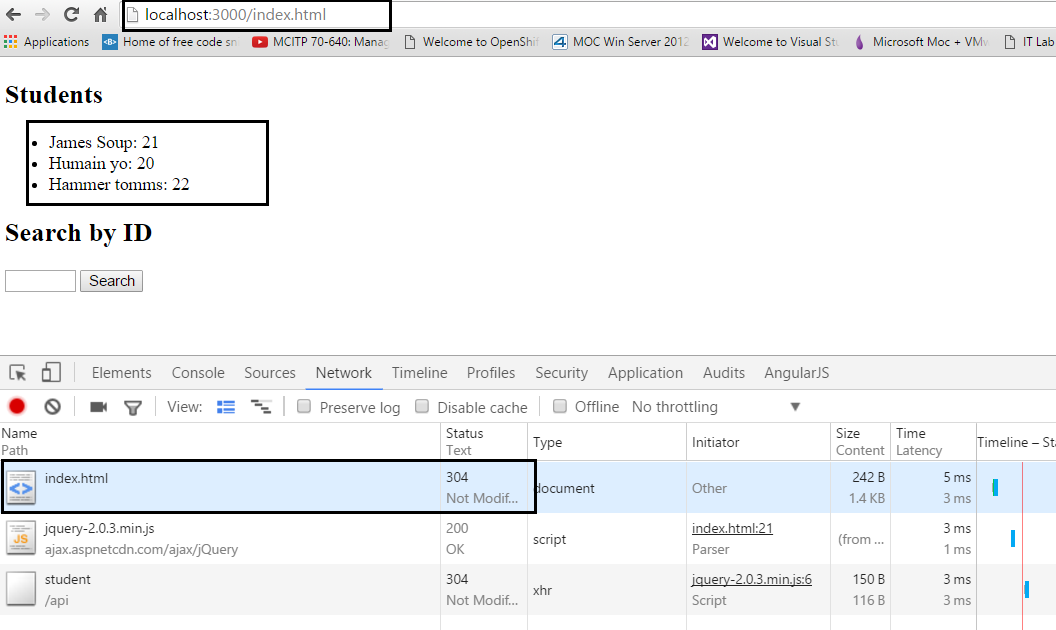 localhost:3000/index.html
Applications Home of free code sn MCITP 70-640: Manag Welcome to OpenShif MOC Win Server 2012 Welcome to Visual Stu Microsoft Moc + VMw IT Lab
Students
James Soup: 21
Humain yo: 20
Hammer tomms: 22
Search by ID
Search
Elements Console Sources Network Timeline Profiles Security Application Audits AngularJS
View: Preserve log Disable cache Offline No throttling ▼
Name Status Type Initiator Size Time Timeline – Sta
Path Text Content Latency
index.html 304 document Other 242 B 5 ms
Not Modif... 1.4 KB 3 ms
jquery-2.0.3.min.js 200 script index.html:21 (from ... 3 ms
ajax.aspnetcdn.com/ajax/jQuery OK Parser 1 ms
student 304 xhr jquery-2.0.3.min.js:6 150 B 3 ms
/api Not Modif... Script 116 B 3 ms